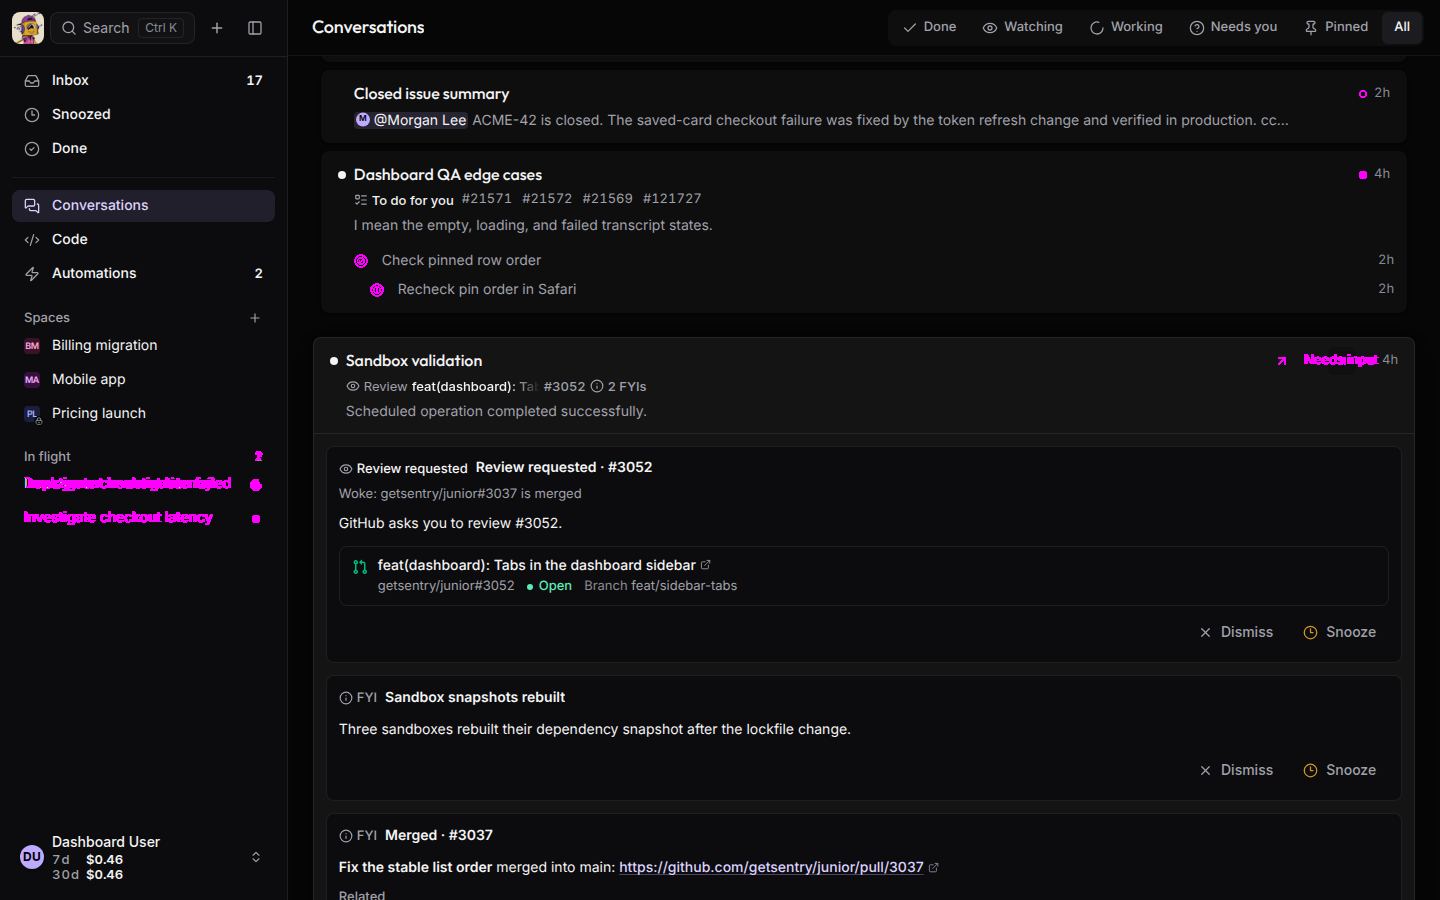 Search Ctrl K
Conversations
Done
Watching
Working
Needs you
Pinned
All
Inbox 17
Snoozed
Done
Conversations
Code
Automations 2
Spaces
BM Billing migration
MA Mobile app
PL Pricing launch
In flight 2
Investigate checkout latency
Dashboard User
7d $0.46
30d $0.46
DU
Closed issue summary 2h
M @Morgan Lee ACME-42 is closed. The saved-card checkout failure was fixed by the token refresh change and verified in production. cc...
Dashboard QA edge cases 4h
To do for you #21571 #21572 #21569 #121727
I mean the empty, loading, and failed transcript states.
Check pinned row order 2h
Recheck pin order in Safari 2h
Sandbox validation Needs input 4h
Review feat(dashboard): Tab #3052 2 FYIs
Scheduled operation completed successfully.
Review requested Review requested · #3052
Woke: getsentry/junior#3037 is merged
GitHub asks you to review #3052.
feat(dashboard): Tabs in the dashboard sidebar
getsentry/junior#3052 Open Branch feat/sidebar-tabs
Dismiss Snooze
FYI Sandbox snapshots rebuilt
Three sandboxes rebuilt their dependency snapshot after the lockfile change.
Dismiss Snooze
FYI Merged · #3037
Fix the stable list order merged into main: https://github.com/getsentry/junior/pull/3037
Related